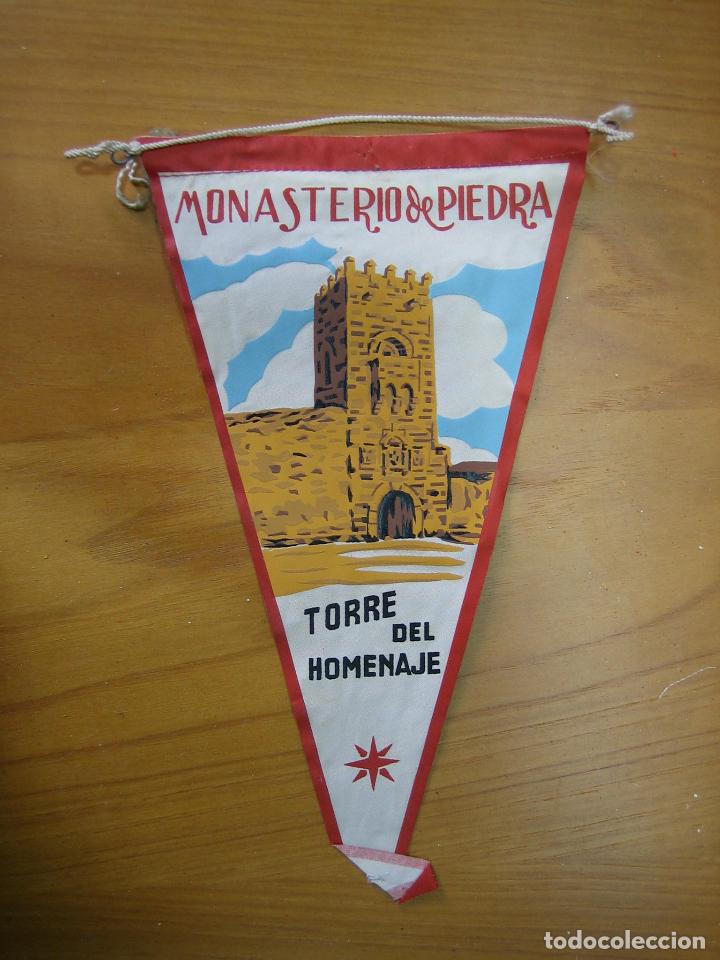 MONASTERIO de PIEDRA
TORRE
DEL
HOMENAJE
todocoleccion